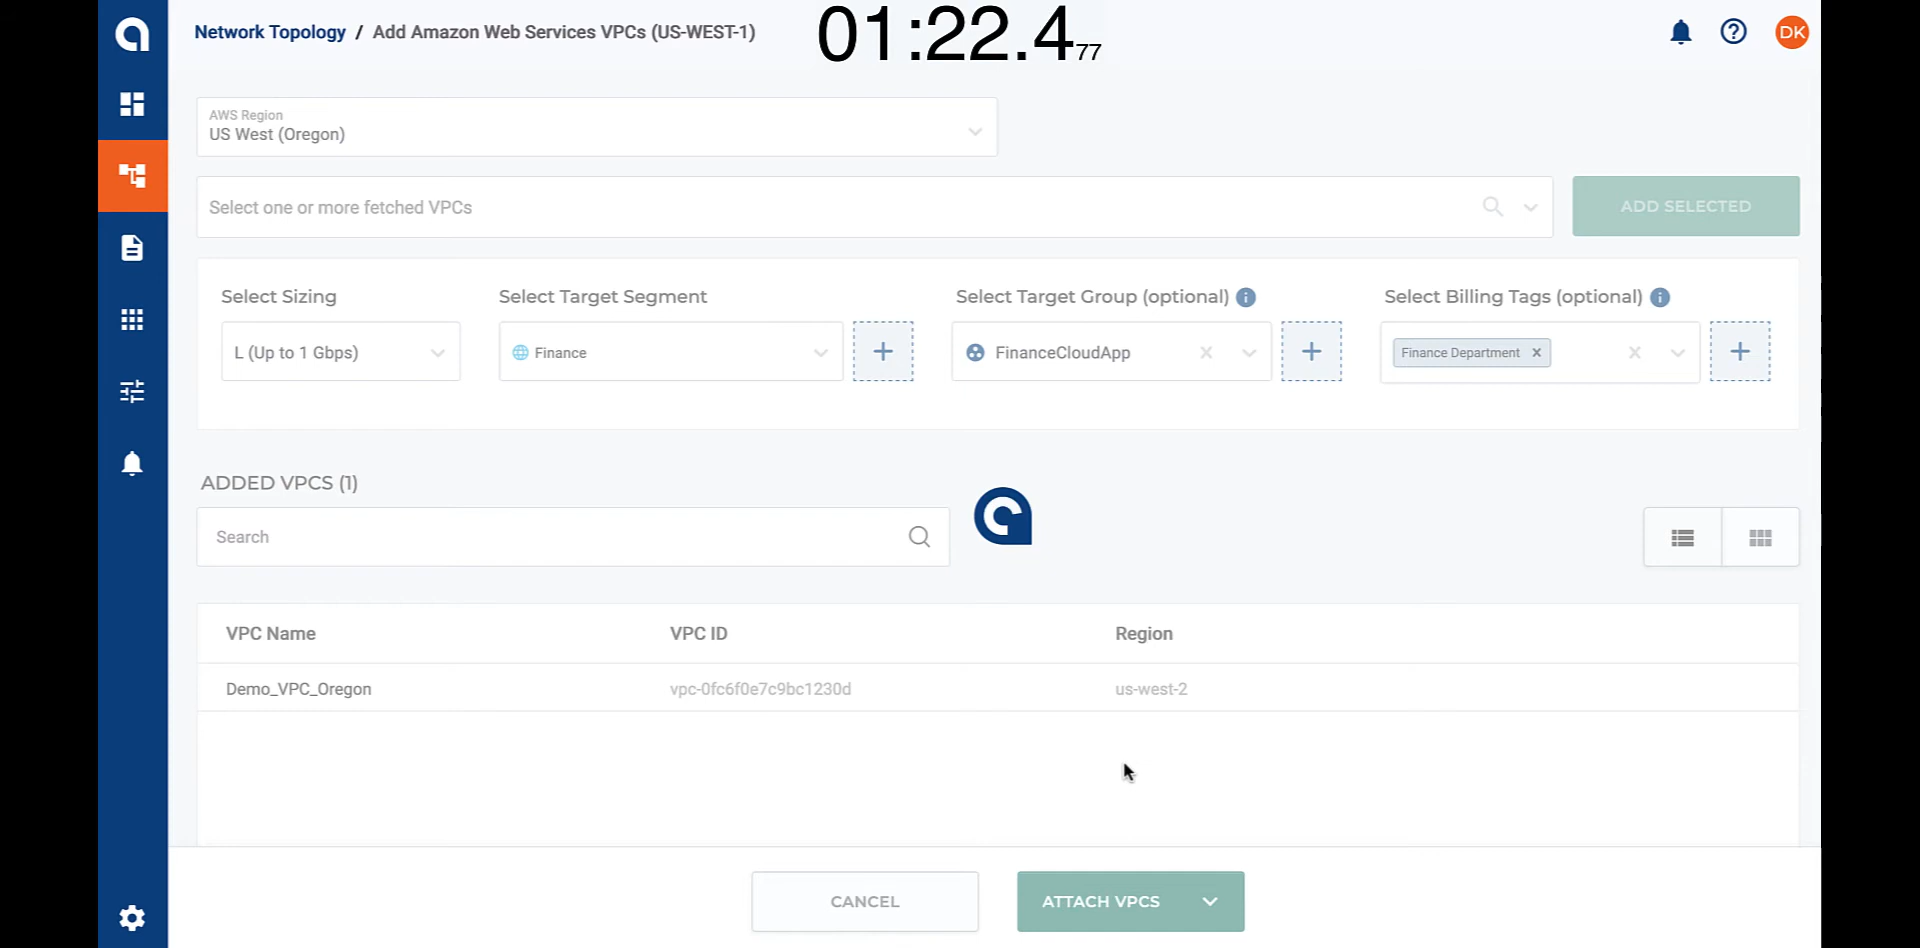 Network Topology / Add Amazon Web Services VPCs (US-WEST-1)
01:22.477
DK
AWS Region
US West (Oregon)
Select one or more fetched VPCs
ADD SELECTED
Select Sizing
Select Target Segment
Select Target Group (optional)
Select Billing Tags (optional)
L (Up to 1 Gbps)
Finance
FinanceCloudApp
Finance Department
ADDED VPCS (1)
Search
VPC Name VPC ID Region
Demo_VPC_Oregon vpc-0fc6f0e7c9bc1230d us-west-2
CANCEL
ATTACH VPCS